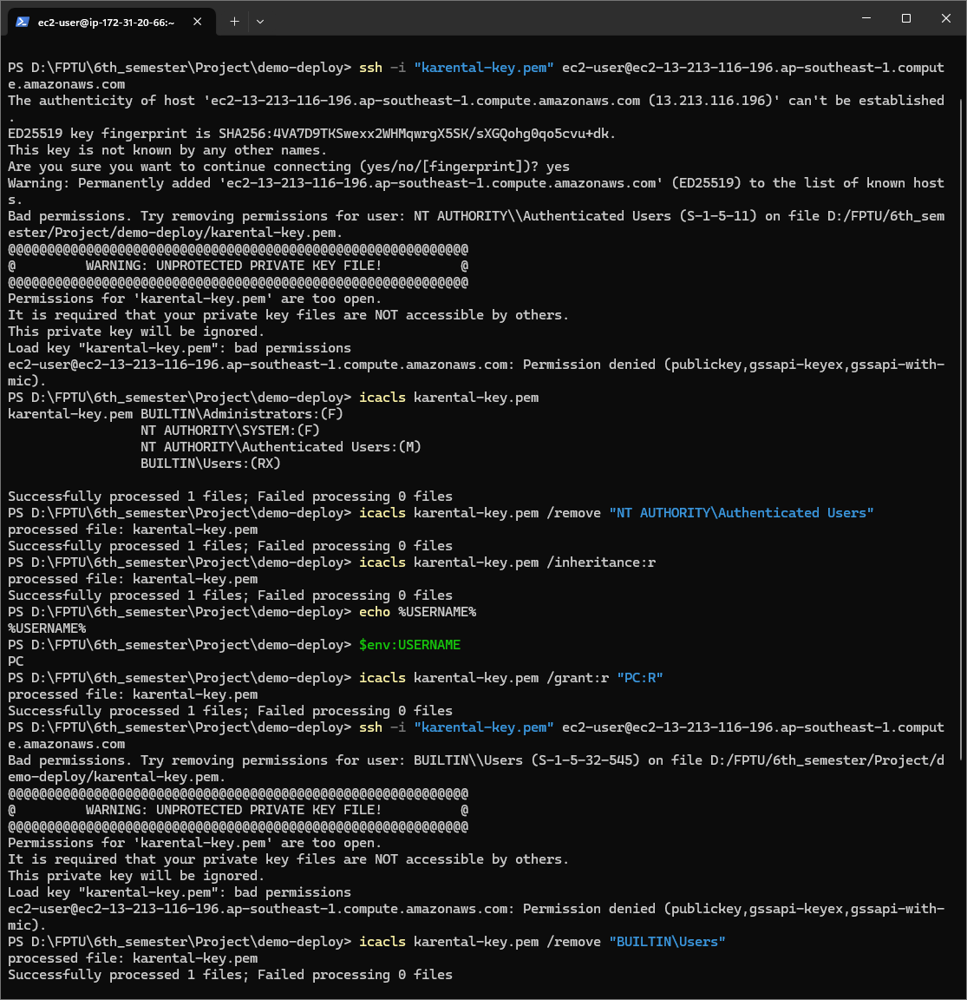 ec2-user@ip-172-31-20-66:~
PS D:\FPTU\6th_semester\Project\demo-deploy> ssh -i "karental-key.pem" ec2-user@ec2-13-213-116-196.ap-southeast-1.comput
e.amazonaws.com
The authenticity of host 'ec2-13-213-116-196.ap-southeast-1.compute.amazonaws.com (13.213.116.196)' can't be established
.
ED25519 key fingerprint is SHA256:4VA7D9TKSwexx2WHMqwrgX5SK/sXGQohg0qo5cvu+dk.
This key is not known by any other names.
Are you sure you want to continue connecting (yes/no/[fingerprint])? yes
Warning: Permanently added 'ec2-13-213-116-196.ap-southeast-1.compute.amazonaws.com' (ED25519) to the list of known host
s.
Bad permissions. Try removing permissions for user: NT AUTHORITY\\Authenticated Users (S-1-5-11) on file D:/FPTU/6th_sem
ester/Project/demo-deploy/karental-key.pem.
@@@@@@@@@@@@@@@@@@@@@@@@@@@@@@@@@@@@@@@@@@@@@@@@@@@@@@@@@@@
@         WARNING: UNPROTECTED PRIVATE KEY FILE!          @
@@@@@@@@@@@@@@@@@@@@@@@@@@@@@@@@@@@@@@@@@@@@@@@@@@@@@@@@@@@
Permissions for 'karental-key.pem' are too open.
It is required that your private key files are NOT accessible by others.
This private key will be ignored.
Load key "karental-key.pem": bad permissions
ec2-user@ec2-13-213-116-196.ap-southeast-1.compute.amazonaws.com: Permission denied (publickey,gssapi-keyex,gssapi-with-
mic).
PS D:\FPTU\6th_semester\Project\demo-deploy> icacls karental-key.pem
karental-key.pem BUILTIN\Administrators:(F)
                 NT AUTHORITY\SYSTEM:(F)
                 NT AUTHORITY\Authenticated Users:(M)
                 BUILTIN\Users:(RX)
Successfully processed 1 files; Failed processing 0 files
PS D:\FPTU\6th_semester\Project\demo-deploy> icacls karental-key.pem /remove "NT AUTHORITY\Authenticated Users"
processed file: karental-key.pem
Successfully processed 1 files; Failed processing 0 files
PS D:\FPTU\6th_semester\Project\demo-deploy> icacls karental-key.pem /inheritance:r
processed file: karental-key.pem
Successfully processed 1 files; Failed processing 0 files
PS D:\FPTU\6th_semester\Project\demo-deploy> echo %USERNAME%
%USERNAME%
PS D:\FPTU\6th_semester\Project\demo-deploy> $env:USERNAME
PC
PS D:\FPTU\6th_semester\Project\demo-deploy> icacls karental-key.pem /grant:r "PC:R"
processed file: karental-key.pem
Successfully processed 1 files; Failed processing 0 files
PS D:\FPTU\6th_semester\Project\demo-deploy> ssh -i "karental-key.pem" ec2-user@ec2-13-213-116-196.ap-southeast-1.comput
e.amazonaws.com
Bad permissions. Try removing permissions for user: BUILTIN\\Users (S-1-5-32-545) on file D:/FPTU/6th_semester/Project/d
emo-deploy/karental-key.pem.
@@@@@@@@@@@@@@@@@@@@@@@@@@@@@@@@@@@@@@@@@@@@@@@@@@@@@@@@@@@
@         WARNING: UNPROTECTED PRIVATE KEY FILE!          @
@@@@@@@@@@@@@@@@@@@@@@@@@@@@@@@@@@@@@@@@@@@@@@@@@@@@@@@@@@@
Permissions for 'karental-key.pem' are too open.
It is required that your private key files are NOT accessible by others.
This private key will be ignored.
Load key "karental-key.pem": bad permissions
ec2-user@ec2-13-213-116-196.ap-southeast-1.compute.amazonaws.com: Permission denied (publickey,gssapi-keyex,gssapi-with-
mic).
PS D:\FPTU\6th_semester\Project\demo-deploy> icacls karental-key.pem /remove "BUILTIN\Users"
processed file: karental-key.pem
Successfully processed 1 files; Failed processing 0 files